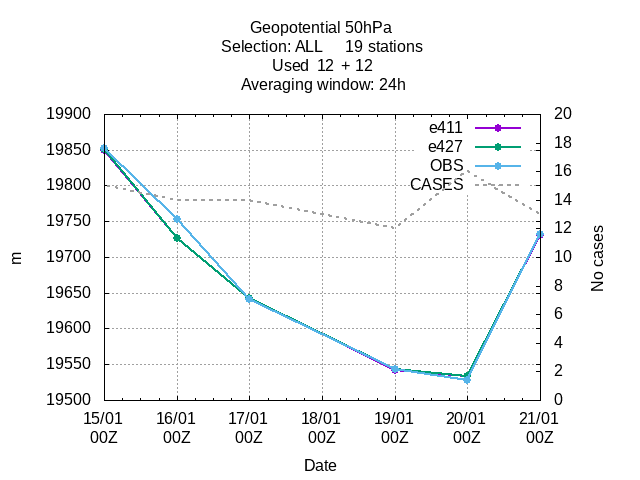 Geopotential 50hPa
Selection: ALL 19 stations
Used 12 + 12
Averaging window: 24h
19900
19850
19800
19750
19700
19650
19600
19550
19500
m
20
18
16
14
12
10
8
6
4
2
0
No cases
e411
e427
OBS
CASES
15/01 16/01 17/01 18/01 19/01 20/01 21/01
00Z 00Z 00Z 00Z 00Z 00Z 00Z
Date